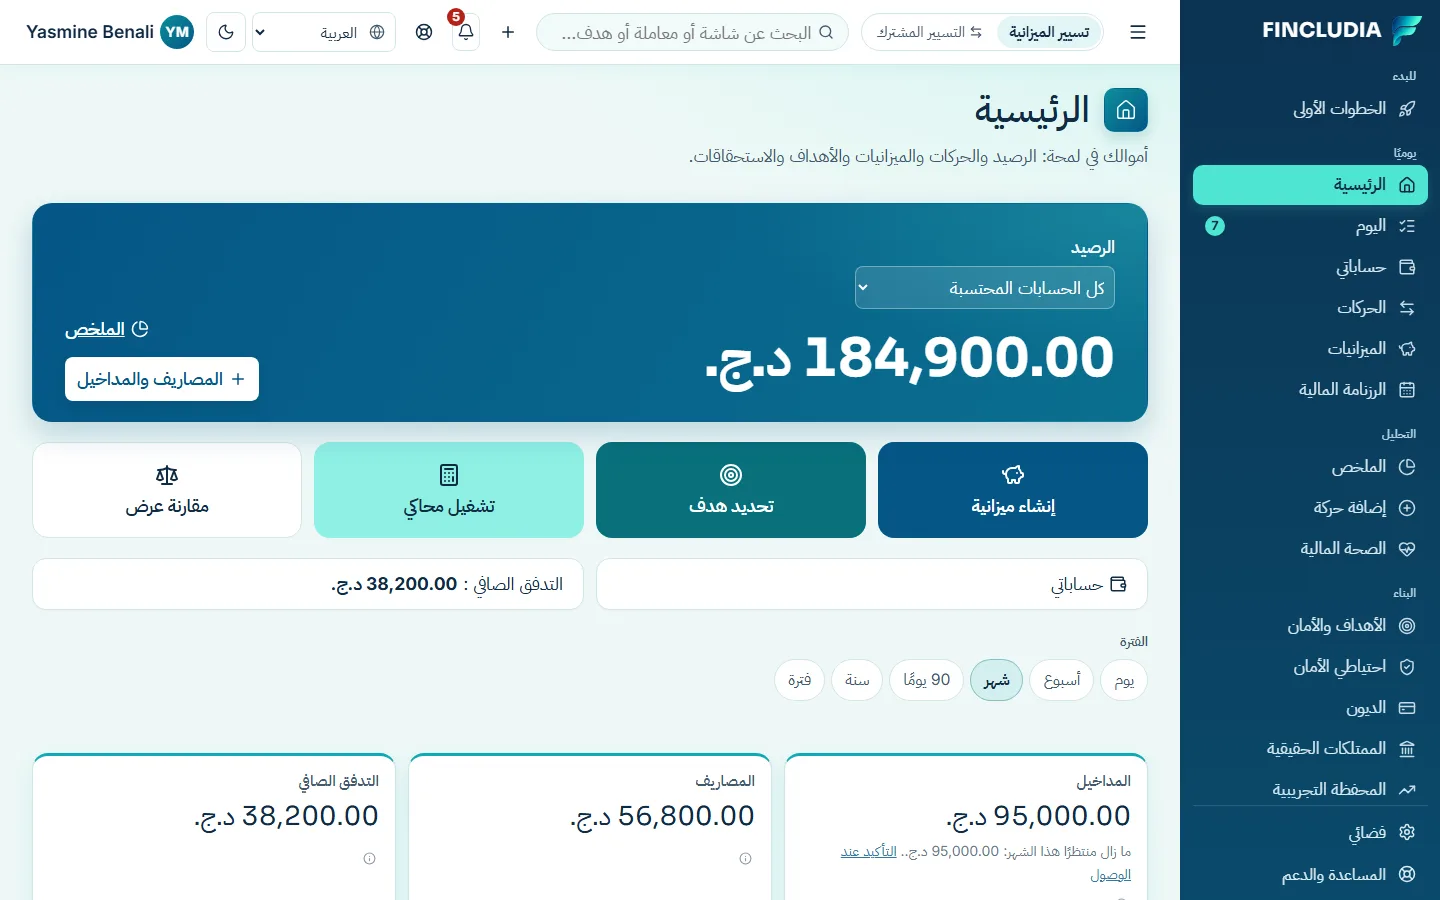 FINCLUDIA
للبدء
الخطوات الأولى
يوميًا
الرئيسية
اليوم
7
حساباتي
الحركات
الميزانيات
الرزنامة المالية
التحليل
الملخص
إضافة حركة
الصحة المالية
البناء
الأهداف والأمان
احتياطي الأمان
الديون
الممتلكات الحقيقية
المحفظة التجريبية
فضائي
المساعدة والدعم
تسيير الميزانية
التسيير المشترك
البحث عن شاشة أو معاملة أو هدف...
5
العربية
YM
Yasmine Benali
الرئيسية
أموالك في لمحة: الرصيد والحركات والميزانيات والأهداف والاستحقاقات.
الرصيد
كل الحسابات المحتسبة
184,900.00 د.ج.
الملخص
المصاريف والمداخيل
إنشاء ميزانية
تحديد هدف
تشغيل محاكي
مقارنة عرض
حساباتي
التدفق الصافي : 38,200.00 د.ج.
الفترة
يوم
أسبوع
شهر
90 يومًا
سنة
فترة
المداخيل
95,000.00 د.ج.
ما زال منتظرًا هذا الشهر: 95,000.00 د.ج.. التأكيد عند
الوصول
المصاريف
56,800.00 د.ج.
التدفق الصافي
38,200.00 د.ج.